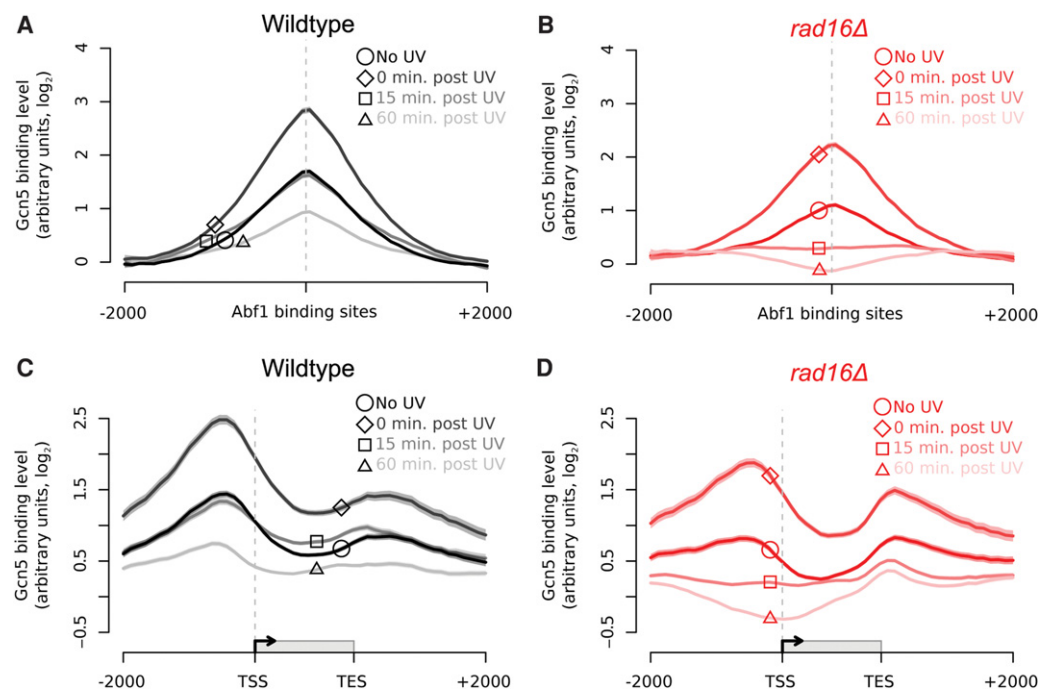 A
Wildtype
Gcn5 binding level
(arbitrary units, log₂)
4
3
2
1
0
No UV
0 min. post UV
15 min. post UV
60 min. post UV
-2000
Abf1 binding sites
+2000
B
rad16Δ
Gcn5 binding level
(arbitrary units, log₂)
4
3
2
1
0
No UV
0 min. post UV
15 min. post UV
60 min. post UV
-2000
Abf1 binding sites
+2000
C
Wildtype
Gcn5 binding level
(arbitrary units, log₂)
2.5
1.5
0.5
-0.5
No UV
0 min. post UV
15 min. post UV
60 min. post UV
-2000
TSS
TES
+2000
D
rad16Δ
Gcn5 binding level
(arbitrary units, log₂)
2.5
1.5
0.5
-0.5
No UV
0 min. post UV
15 min. post UV
60 min. post UV
-2000
TSS
TES
+2000